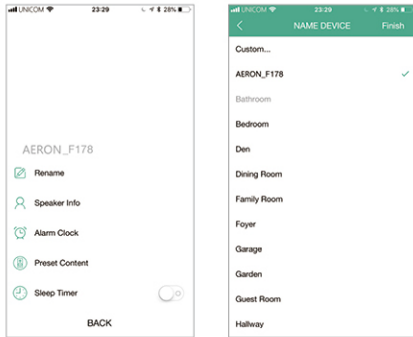 UNICOM 23:29 28%
AERON_F178
Rename
Speaker Info
Alarm Clock
Preset Content
Sleep Timer
BACK
UNICOM 23:29 28%
NAME DEVICE Finish
Custom...
AERON_F178
Bathroom
Bedroom
Den
Dining Room
Family Room
Foyer
Garage
Garden
Guest Room
Hallway